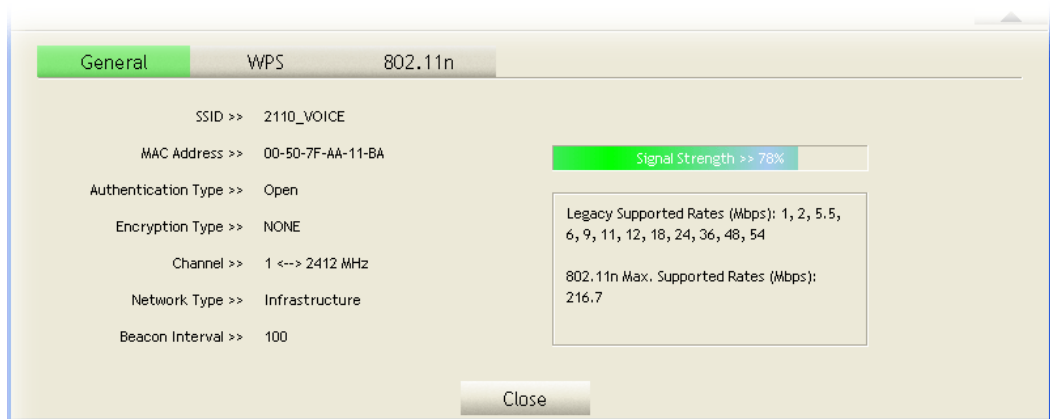 General WPS 802.11n
SSID >> 2110_VOICE
MAC Address >> 00-50-7F-AA-11-BA
Authentication Type >> Open
Encryption Type >> NONE
Channel >> 1 <--> 2412 MHz
Network Type >> Infrastructure
Beacon Interval >> 100
Signal Strength >> 78%
Legacy Supported Rates (Mbps): 1, 2, 5.5,
6, 9, 11, 12, 18, 24, 36, 48, 54
802.11n Max. Supported Rates (Mbps):
216.7
Close